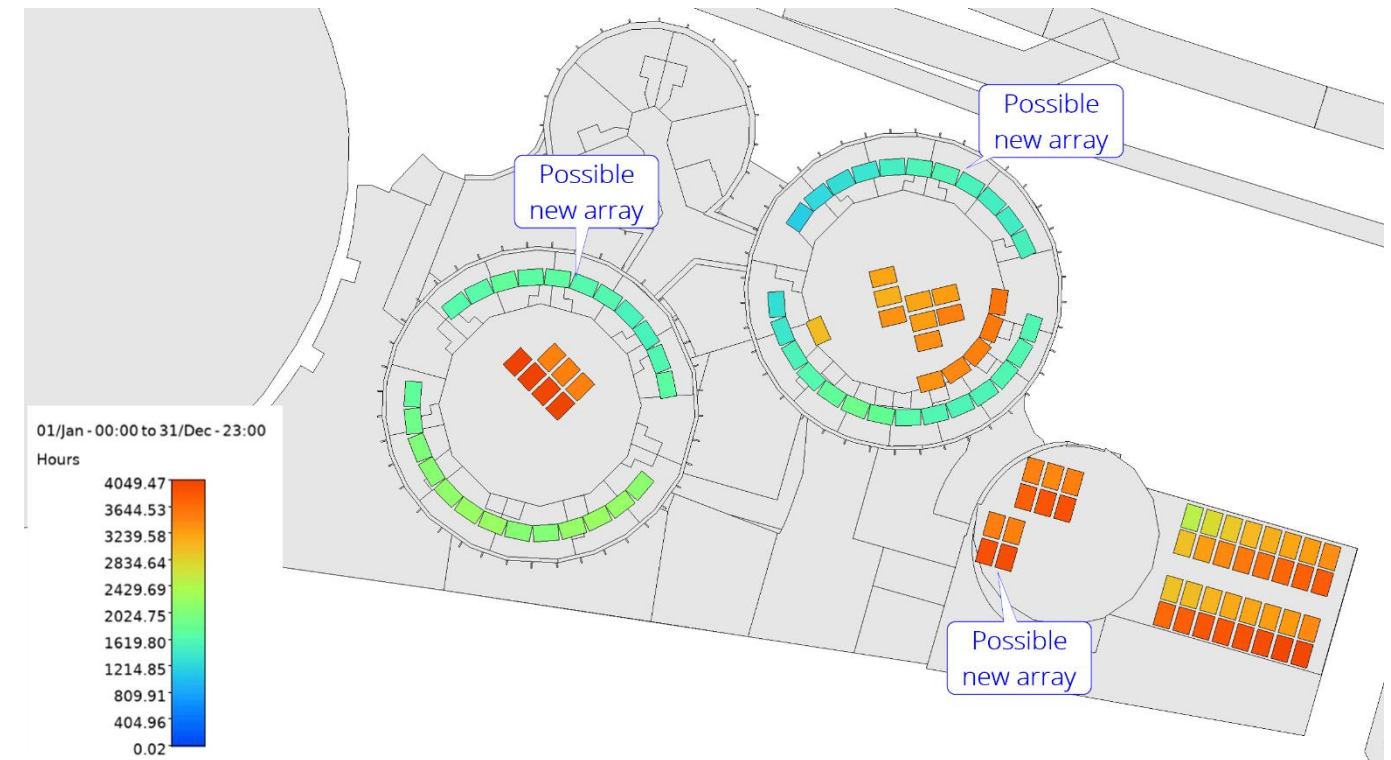 Possible
new array
Possible
new array
01/Jan - 00:00 to 31/Dec - 23:00
Hours
4049.47
3644.53
3239.58
2834.64
2429.69
2024.75
1619.80
1214.85
809.91
404.96
0.02
Possible
new array